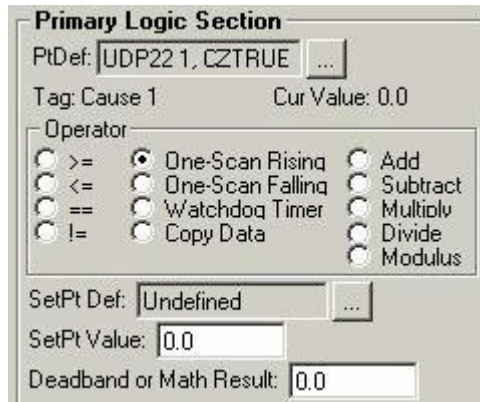 Primary Logic Section
PtDef: UDP22 1, CZTRUE ...
Tag: Cause 1 Cur Value: 0.0
Operator
>= One-Scan Rising Add
<= One-Scan Falling Subtract
== Watchdog Timer Multiply
!= Copy Data Divide
Modulus
SetPt Def: Undefined ...
SetPt Value: 0.0
Deadband or Math Result: 0.0